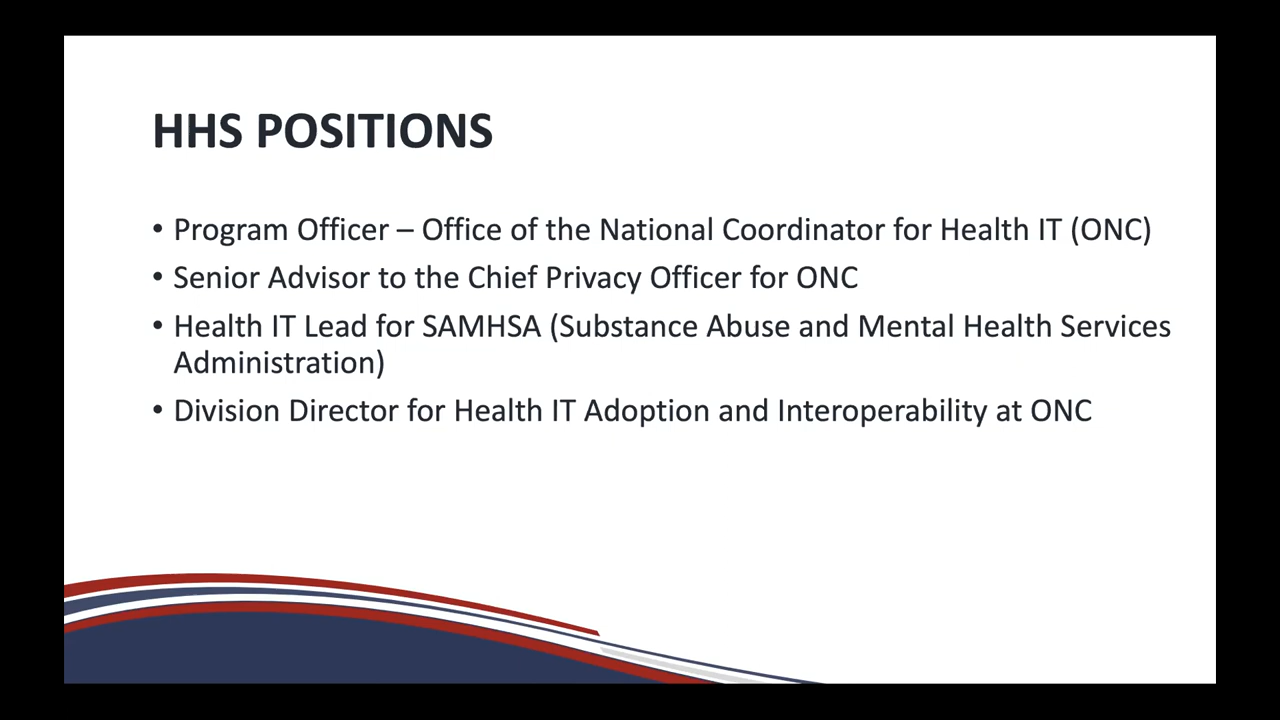 HHS POSITIONS
• Program Officer – Office of the National Coordinator for Health IT (ONC)
• Senior Advisor to the Chief Privacy Officer for ONC
• Health IT Lead for SAMHSA (Substance Abuse and Mental Health Services
Administration)
• Division Director for Health IT Adoption and Interoperability at ONC